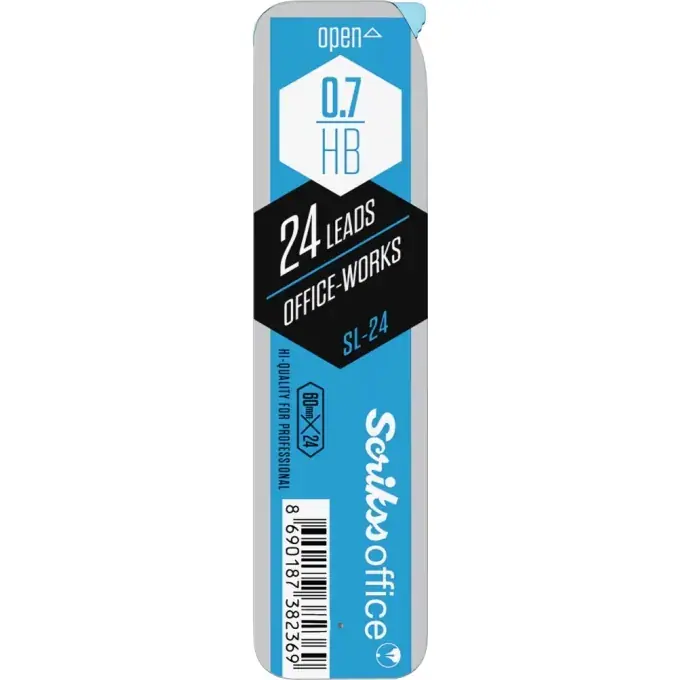 open
0.7
HB
24 LEADS
OFFICE-WORKS
SL-24
HI-QUALITY FOR PROFESSIONAL
60mm X 24
Scrikss office
8 690187 382369